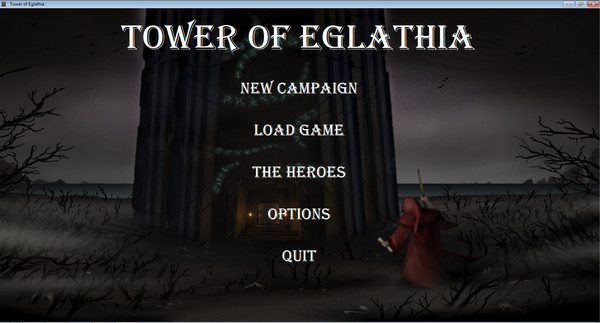 Tower of Eglathia
TOWER OF EGLATHIA
NEW CAMPAIGN
LOAD GAME
THE HEROES
OPTIONS
QUIT